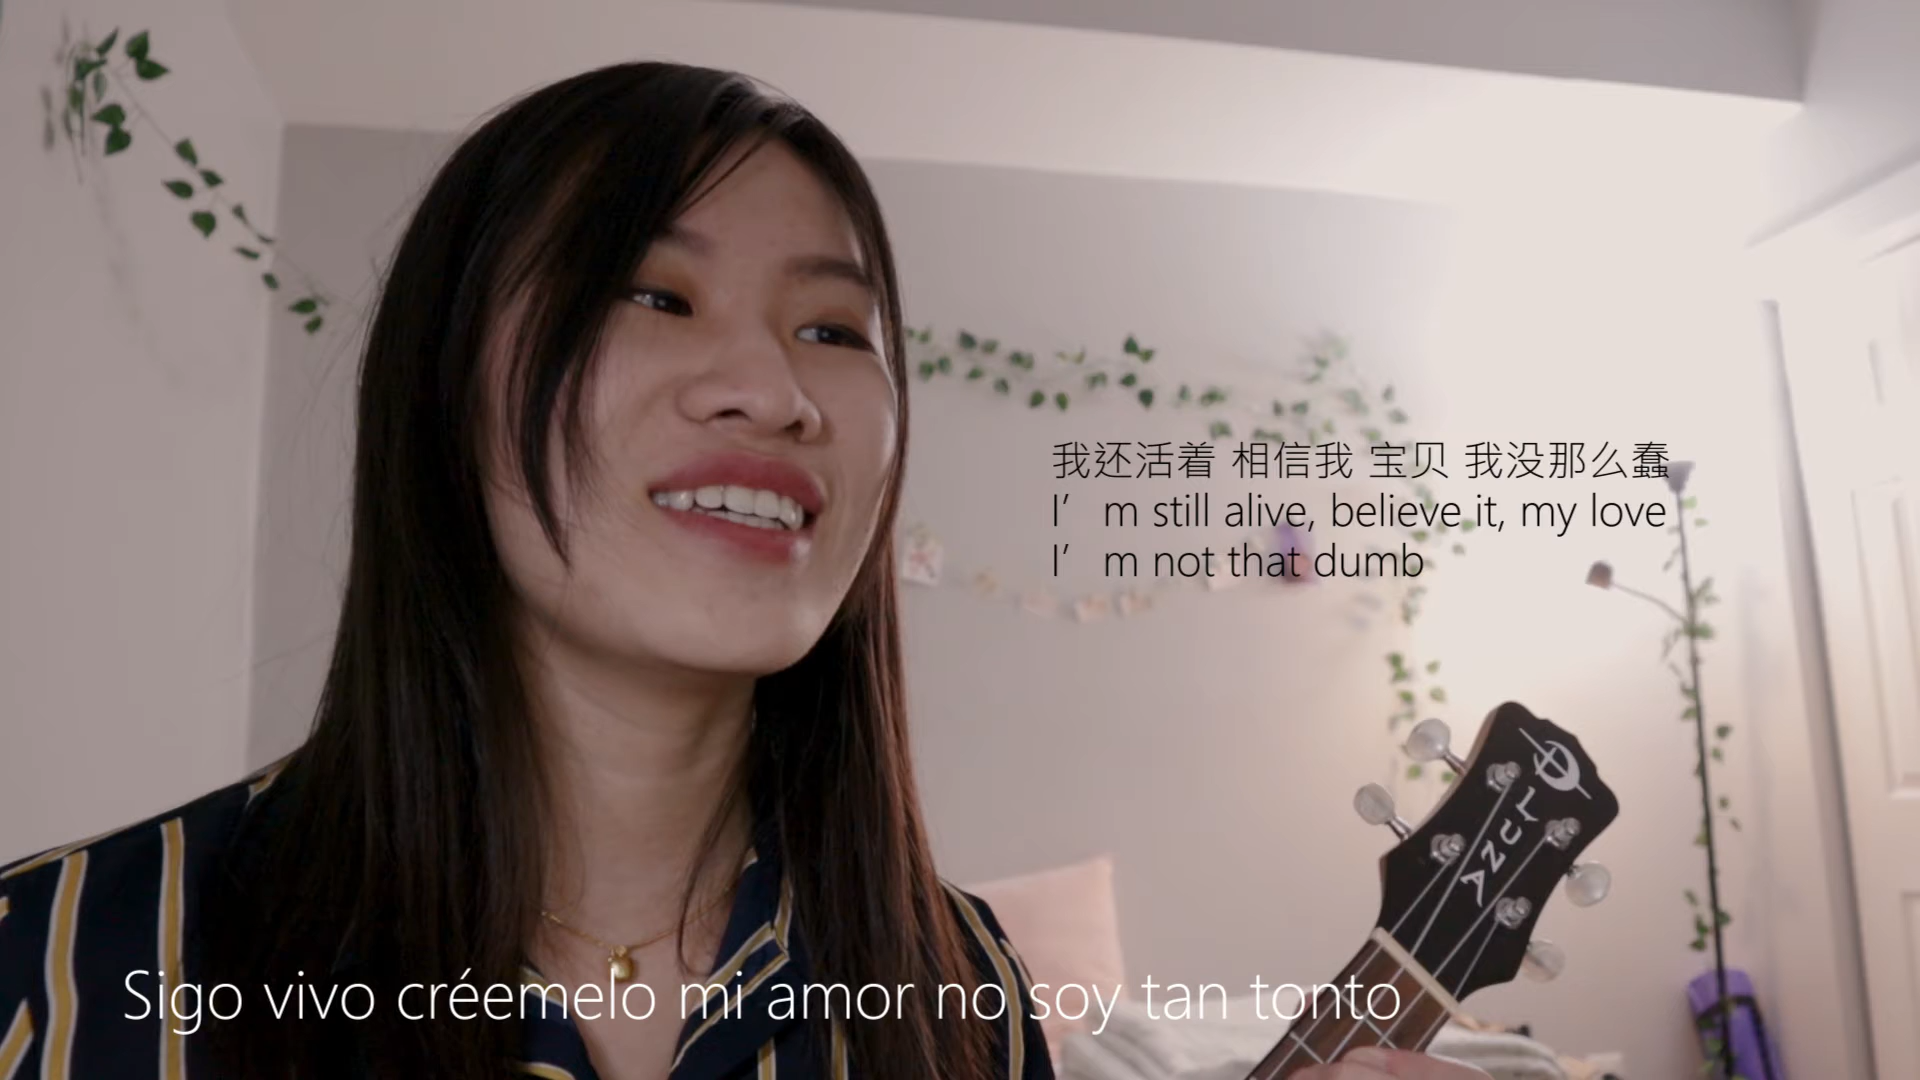 我还活着 相信我 宝贝 我没那么蠢
I’m still alive, believe it, my love
I’m not that dumb
LUNA
Sigo vivo créemelo mi amor no soy tan tonto